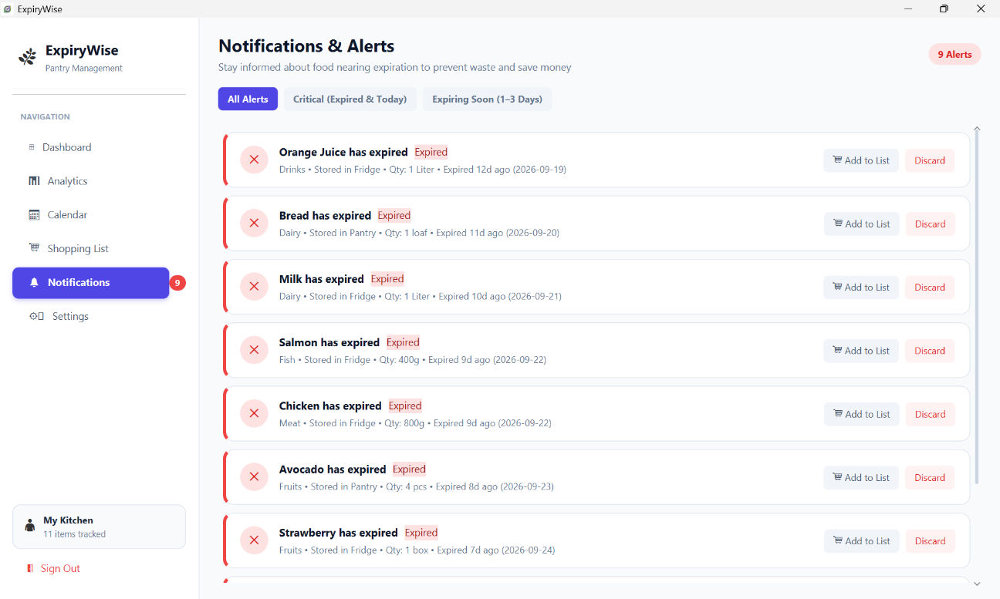 ExpiryWise
ExpiryWise
Pantry Management
NAVIGATION
Dashboard
Analytics
Calendar
Shopping List
Notifications 9
Settings
My Kitchen
11 items tracked
Sign Out
Notifications & Alerts
Stay informed about food nearing expiration to prevent waste and save money
9 Alerts
All Alerts Critical (Expired & Today) Expiring Soon (1–3 Days)
Orange Juice has expired Expired
Drinks • Stored in Fridge • Qty: 1 Liter • Expired 12d ago (2026-09-19)
Add to List Discard
Bread has expired Expired
Dairy • Stored in Pantry • Qty: 1 loaf • Expired 11d ago (2026-09-20)
Add to List Discard
Milk has expired Expired
Dairy • Stored in Fridge • Qty: 1 Liter • Expired 10d ago (2026-09-21)
Add to List Discard
Salmon has expired Expired
Fish • Stored in Fridge • Qty: 400g • Expired 9d ago (2026-09-22)
Add to List Discard
Chicken has expired Expired
Meat • Stored in Fridge • Qty: 800g • Expired 9d ago (2026-09-22)
Add to List Discard
Avocado has expired Expired
Fruits • Stored in Pantry • Qty: 4 pcs • Expired 8d ago (2026-09-23)
Add to List Discard
Strawberry has expired Expired
Fruits • Stored in Fridge • Qty: 1 box • Expired 7d ago (2026-09-24)
Add to List Discard